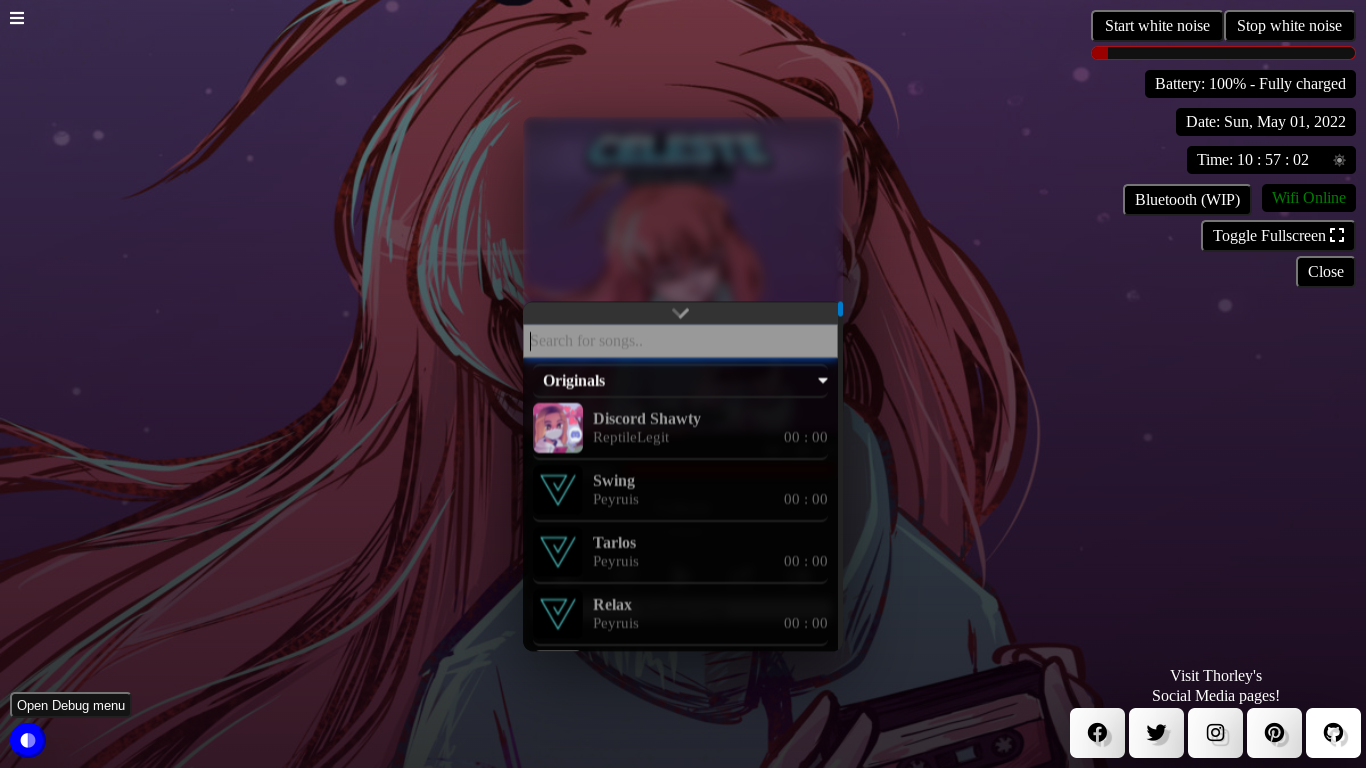 Start white noise
Stop white noise
Battery: 100% - Fully charged
Date: Sun, May 01, 2022
Time: 10 : 57 : 02
Bluetooth (WIP)
Wifi Online
Toggle Fullscreen
Close
CELESTE
Search for songs..
Originals
Discord Shawty
ReptileLegit
00 : 00
Swing
Peyruis
00 : 00
Tarlos
Peyruis
00 : 00
Relax
Peyruis
00 : 00
Open Debug menu
Visit Thorley's
Social Media pages!